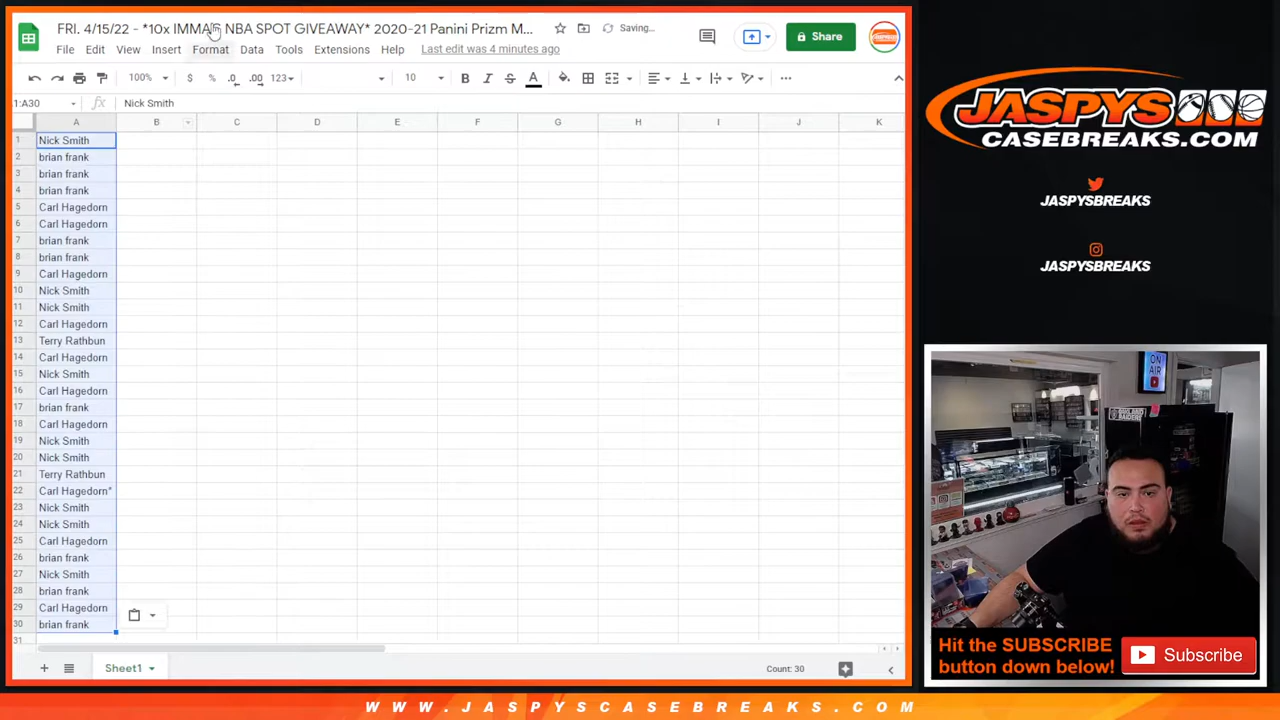 FRI. 4/15/22 - *10x IMMA'S NBA SPOT GIVEAWAY* 2020-21 Panini Prizm M...
Saving...
Share
File Edit View Insert Format Data Tools Extensions Help Last edit was 4 minutes ago
100% $ % .0 .00 123 10 B I S A
1:A30 fx Nick Smith
A B C D E F G H I J K
1 Nick Smith
2 brian frank
3 brian frank
4 brian frank
5 Carl Hagedorn
6 Carl Hagedorn
7 brian frank
8 brian frank
9 Carl Hagedorn
10 Nick Smith
11 Nick Smith
12 Carl Hagedorn
13 Terry Rathbun
14 Carl Hagedorn
15 Nick Smith
16 Carl Hagedorn
17 brian frank
18 Carl Hagedorn
19 Nick Smith
20 Nick Smith
21 Terry Rathbun
22 Carl Hagedorn*
23 Nick Smith
24 Nick Smith
25 Carl Hagedorn
26 brian frank
27 Nick Smith
28 brian frank
29 Carl Hagedorn
30 brian frank
31
Sheet1
Count: 30
JASPYS
CASEBREAKS.COM
JASPYSBREAKS
JASPYSBREAKS
ON
AIR
Hit the SUBSCRIBE
button down below!
Subscribe
WWW.JASPYSCASEBREAKS.COM